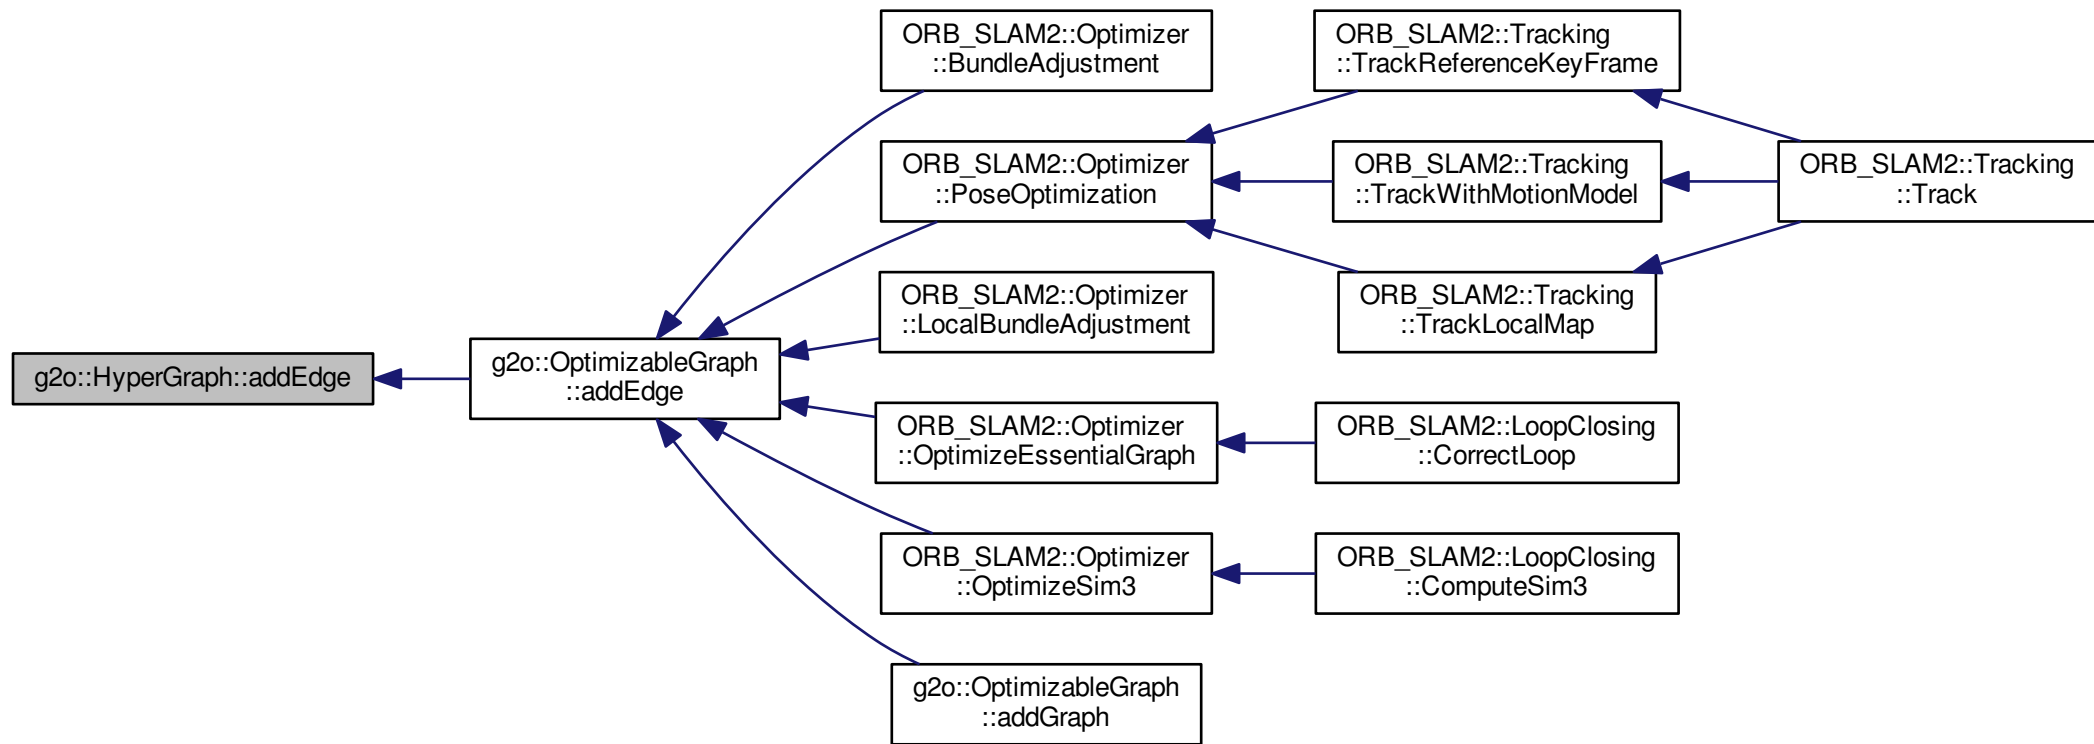 ORB_SLAM2::Optimizer
::BundleAdjustment
ORB_SLAM2::Tracking
::TrackReferenceKeyFrame
ORB_SLAM2::Optimizer
::PoseOptimization
ORB_SLAM2::Tracking
::TrackWithMotionModel
ORB_SLAM2::Tracking
::Track
ORB_SLAM2::Optimizer
::LocalBundleAdjustment
ORB_SLAM2::Tracking
::TrackLocalMap
g2o::HyperGraph::addEdge
g2o::OptimizableGraph
::addEdge
ORB_SLAM2::Optimizer
::OptimizeEssentialGraph
ORB_SLAM2::LoopClosing
::CorrectLoop
ORB_SLAM2::Optimizer
::OptimizeSim3
ORB_SLAM2::LoopClosing
::ComputeSim3
g2o::OptimizableGraph
::addGraph